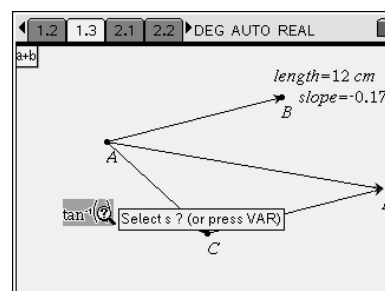 1.2 1.3 2.1 2.2 DEG AUTO REAL
a+b
length=12 cm
slope=-0.17
B
A
tan⁻¹(?
Select s ? (or press VAR)
C